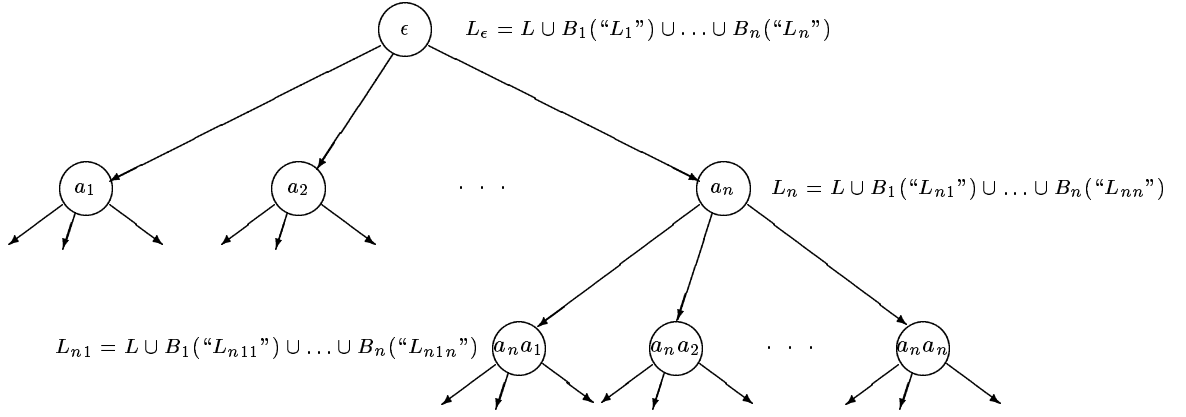 ϵ L_ϵ = L ∪ B_1(“L_1”) ∪ . . . ∪ B_n(“L_n”)
a_1 a_2 · · · a_n L_n = L ∪ B_1(“L_{n1}”) ∪ . . . ∪ B_n(“L_{nn}”)
L_{n1} = L ∪ B_1(“L_{n11}”) ∪ . . . ∪ B_n(“L_{n1n}”) a_n a_1 a_n a_2 · · · a_n a_n